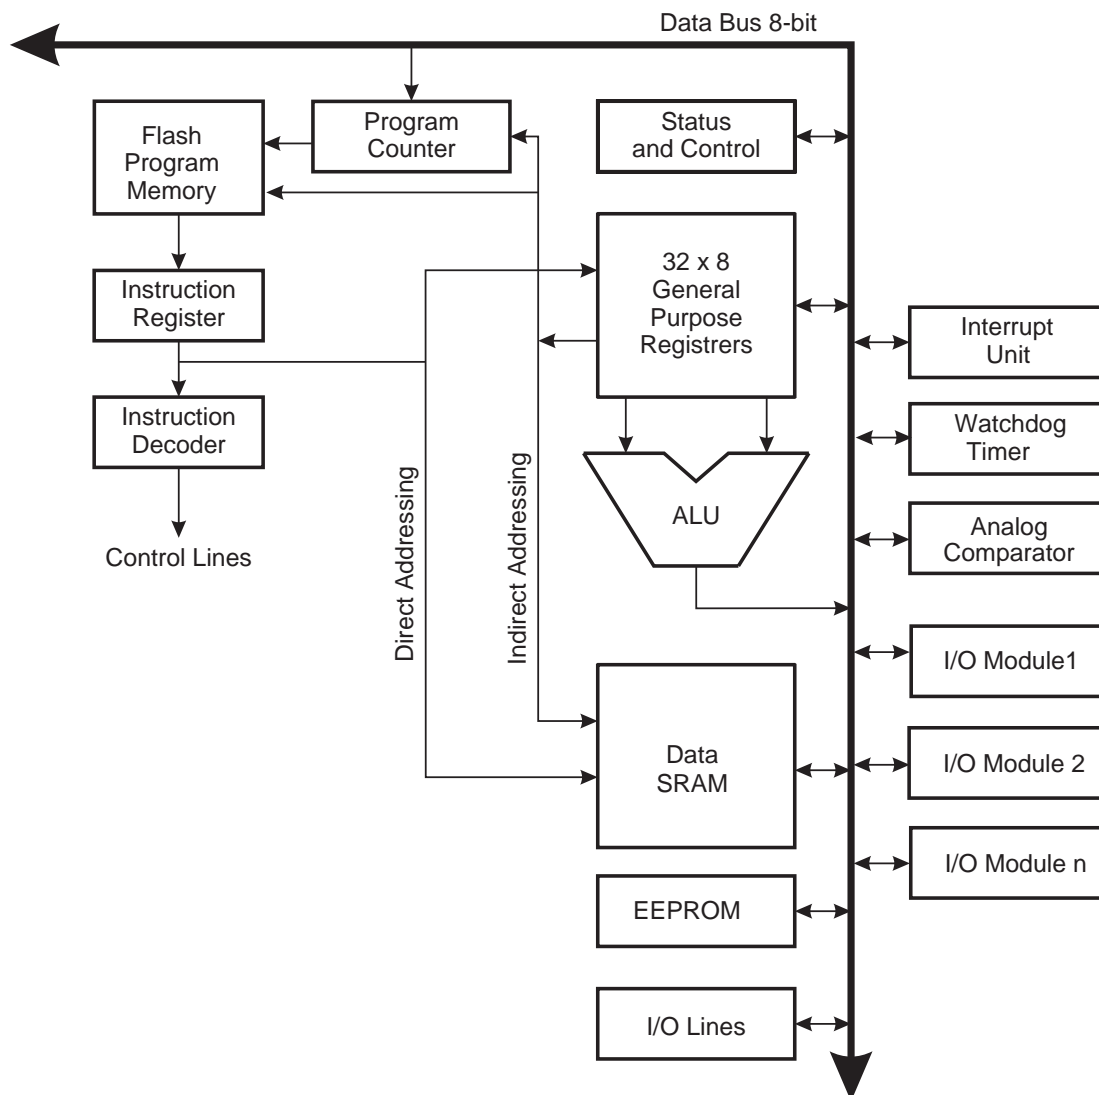 Data Bus 8-bit
Flash
Program
Memory
Program
Counter
Status
and Control
32 x 8
General
Purpose
Registrers
Instruction
Register
Instruction
Decoder
Control Lines
Direct Addressing
Indirect Addressing
ALU
Interrupt
Unit
Watchdog
Timer
Analog
Comparator
I/O Module1
Data
SRAM
I/O Module 2
I/O Module n
EEPROM
I/O Lines